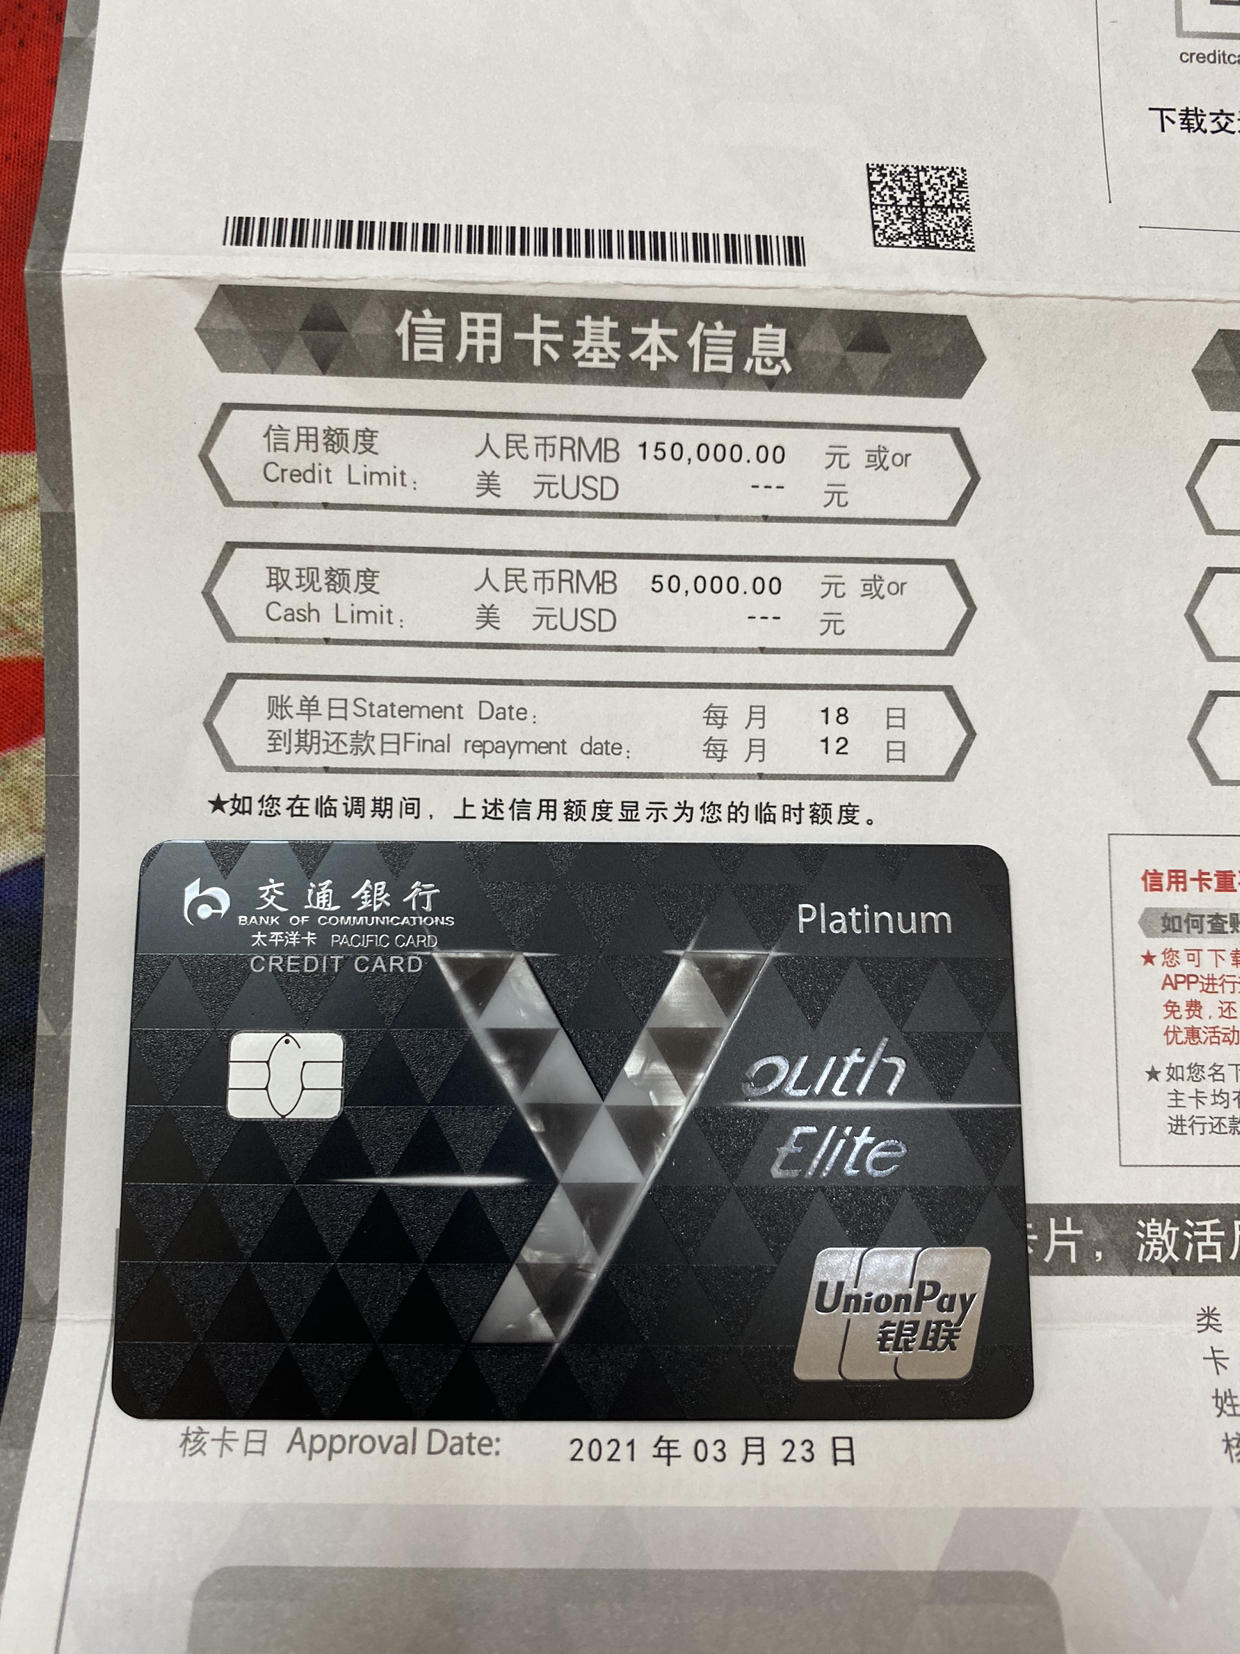 creditca
下载交
信用卡基本信息
信用额度 人民币RMB 150,000.00 元 或or
Credit Limit: 美 元USD --- 元
取现额度 人民币RMB 50,000.00 元 或or
Cash Limit: 美 元USD --- 元
账单日Statement Date: 每 月 18 日
到期还款日Final repayment date: 每 月 12 日
★如您在临调期间，上述信用额度显示为您的临时额度。
交通銀行
BANK OF COMMUNICATIONS
太平洋卡 PACIFIC CARD
CREDIT CARD
Platinum
Youth
Elite
UnionPay
银联
信用卡重
如何查账
★您可下载
APP进行
免费，还
优惠活动
★如您名下
主卡均有
进行还款
卡片，激活后
类
卡
姓
核
核卡日 Approval Date: 2021 年 03 月 23 日